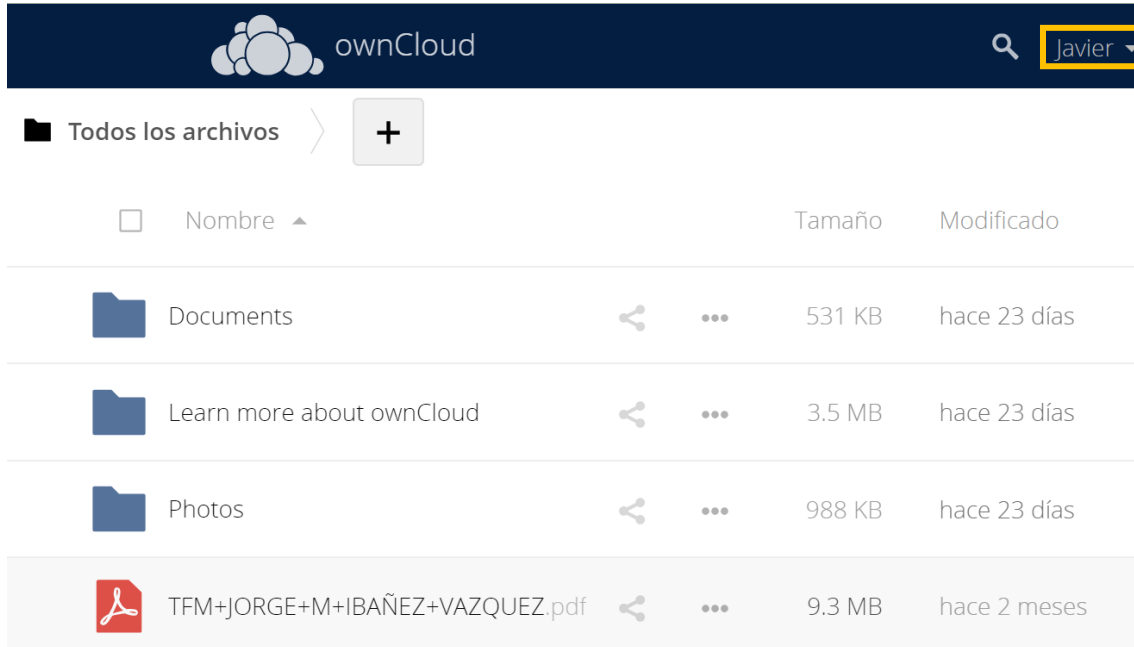 ownCloud Javier
Todos los archivos +
Nombre Tamaño Modificado
Documents 531 KB hace 23 días
Learn more about ownCloud 3.5 MB hace 23 días
Photos 988 KB hace 23 días
TFM+JORGE+M+IBAÑEZ+VAZQUEZ.pdf 9.3 MB hace 2 meses